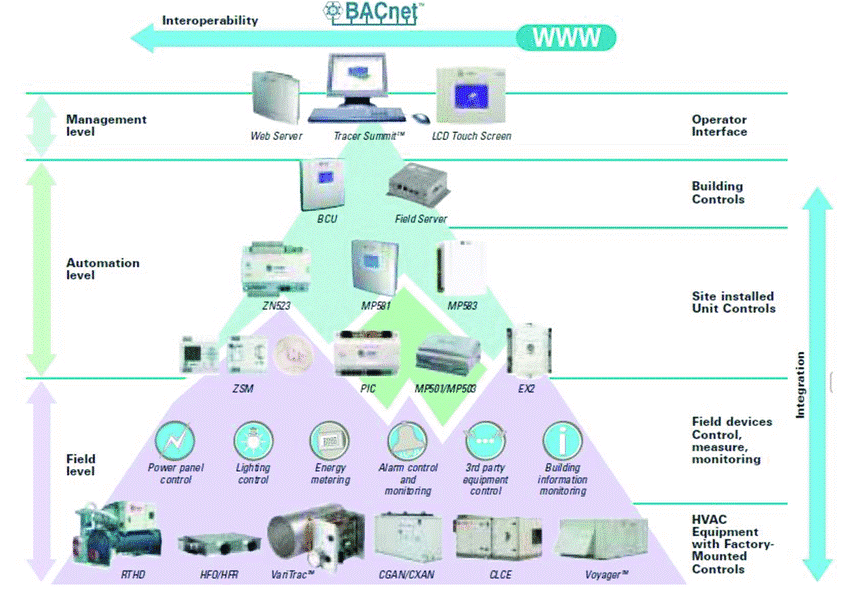 BACnet™
Interoperability
WWW
Management
level
Web Server
Tracer Summit™
LCD Touch Screen
Operator
Interface
BCU
Field Server
Building
Controls
Automation
level
ZN523
MP581
MP583
Site installed
Unit Controls
ZSM
PIC
MP501/MP503
EX2
Integration
Field
level
Power panel
control
Lighting
control
Energy
metering
Alarm control
and
monitoring
3rd party
equipment
control
Building
information
monitoring
Field devices
Control,
measure,
monitoring
RTHD
HFO/HFR
VariTrac™
CGAN/CXAN
CLCE
Voyager™
HVAC
Equipment
with Factory-
Mounted
Controls